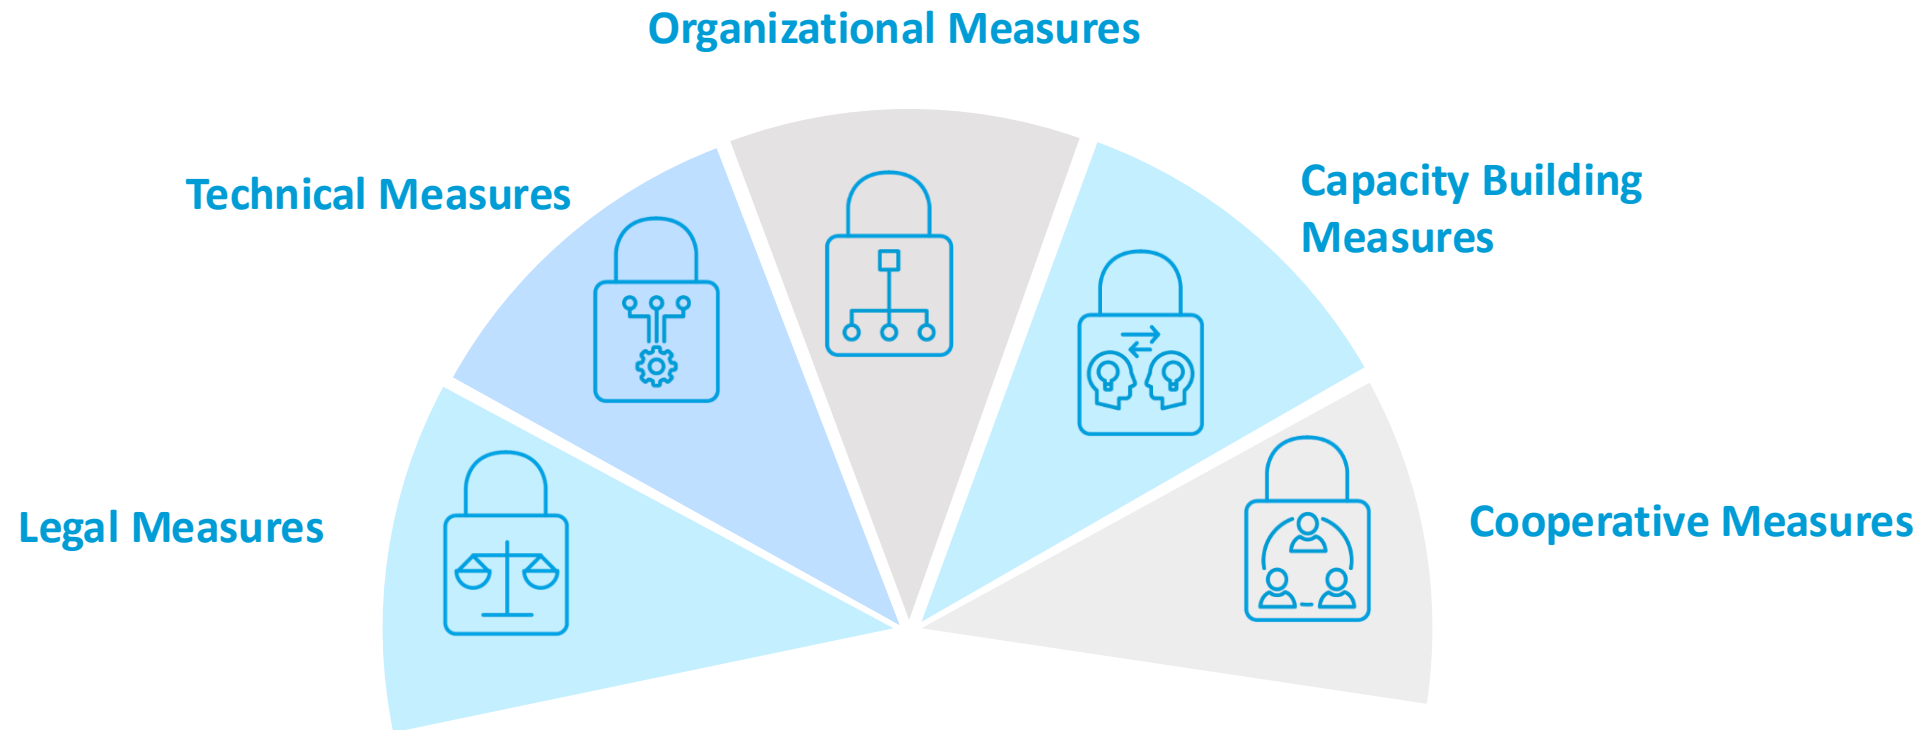 Organizational Measures
Technical Measures
Capacity Building
Measures
Legal Measures
Cooperative Measures